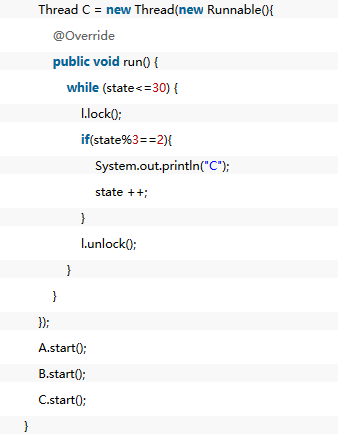 Thread C = new Thread(new Runnable(){
@Override
public void run() {
while (state<=30) {
l.lock();
if(state%3==2){
System.out.println("C");
state ++;
}
l.unlock();
}
}
});
A.start();
B.start();
C.start();
}